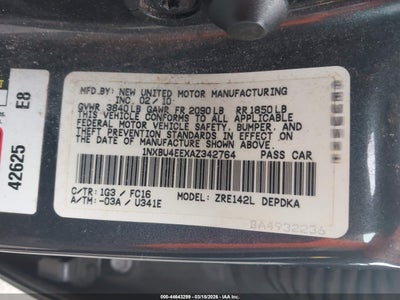 MFD.BY: NEW UNITED MOTOR MANUFACTURING
INC. 02/10
GVWR 3840LB GAWR FR 2090LB RR 1850LB
THIS VEHICLE CONFORMS TO ALL APPLICABLE
FEDERAL MOTOR VEHICLE SAFETY, BUMPER, AND
THEFT PREVENTION STANDARDS IN EFFECT ON
THE DATE OF MANUFACTURE SHOWN ABOVE.
1NXBU4EEXAZ342764 PASS CAR
C/TR: 1G3 / FC16 MODEL: ZRE142L DEPDKA
A/TM: -03A / U341E
BA4932236
42625 E8
000-44643299 - 03/18/2026 - IAAI.COM